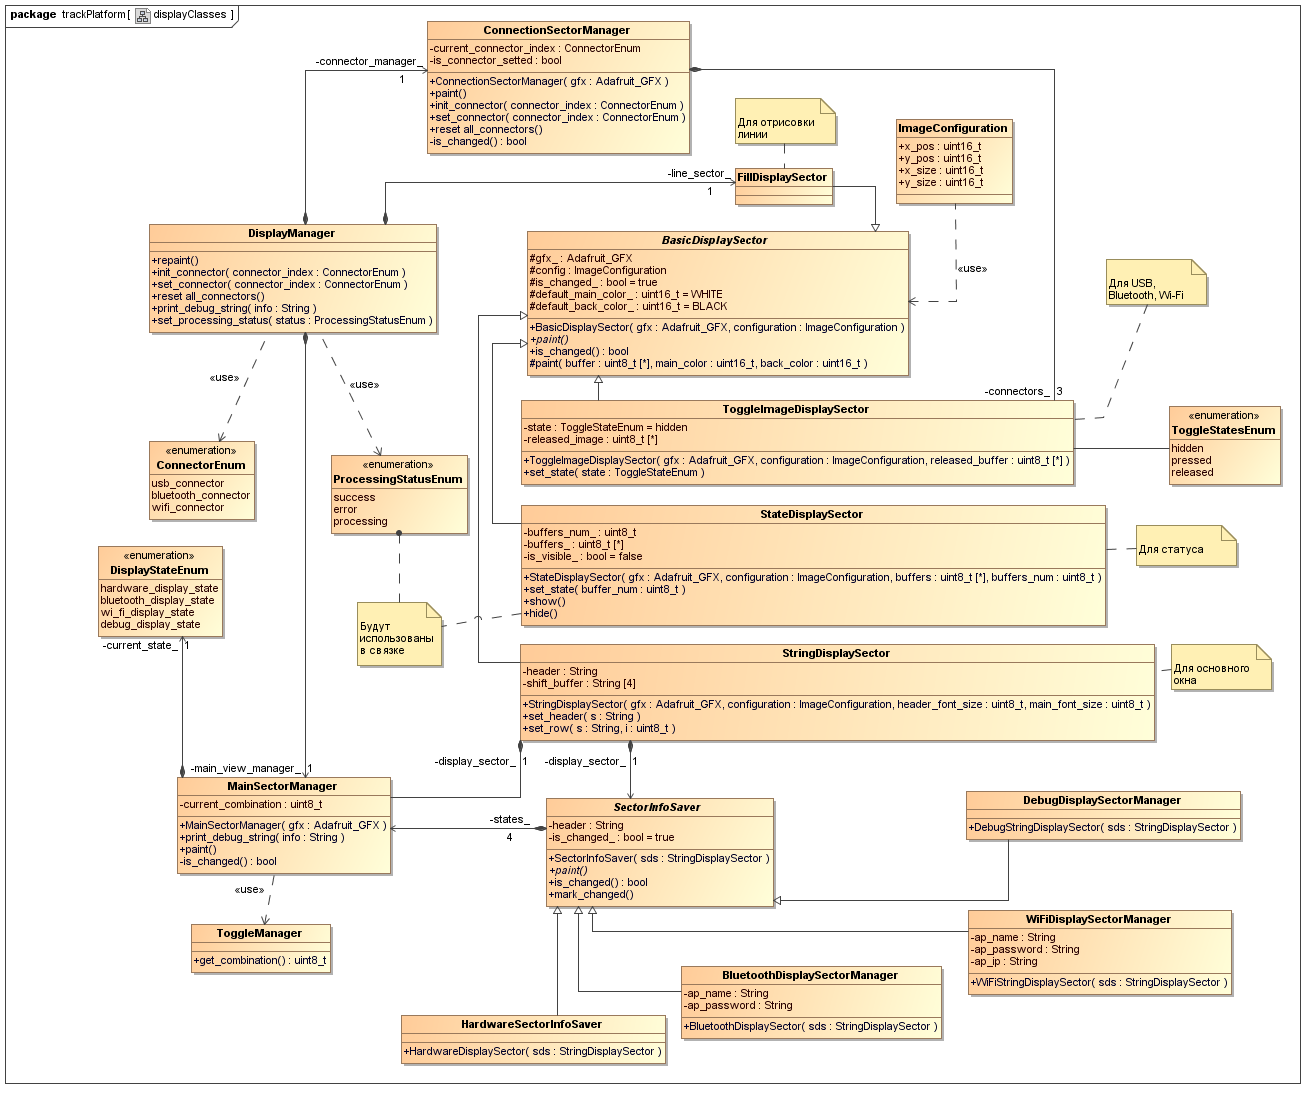 package trackPlatform[ displayClasses ]
ConnectionSectorManager
-current_connector_index : ConnectorEnum
-is_connector_setted : bool
+ConnectionSectorManager( gfx : Adafruit_GFX )
+paint()
+init_connector( connector_index : ConnectorEnum )
+set_connector( connector_index : ConnectorEnum )
+reset all_connectors()
-is_changed() : bool
-connector_manager_
1
Для отрисовки
линии
ImageConfiguration
+x_pos : uint16_t
+y_pos : uint16_t
+x_size : uint16_t
+y_size : uint16_t
-line_sector_
1
FillDisplaySector
DisplayManager
+repaint()
+init_connector( connector_index : ConnectorEnum )
+set_connector( connector_index : ConnectorEnum )
+reset all_connectors()
+print_debug_string( info : String )
+set_processing_status( status : ProcessingStatusEnum )
BasicDisplaySector
#gfx_ : Adafruit_GFX
#config : ImageConfiguration
#is_changed_ : bool = true
#default_main_color_ : uint16_t = WHITE
#default_back_color_ : uint16_t = BLACK
+BasicDisplaySector( gfx : Adafruit_GFX, configuration : ImageConfiguration )
+paint()
+is_changed() : bool
#paint( buffer : uint8_t [*], main_color : uint16_t, back_color : uint16_t )
«use»
Для USB,
Bluetooth, Wi-Fi
«use»
«use»
-connectors_ 3
ToggleImageDisplaySector
-state : ToggleStateEnum = hidden
-released_image : uint8_t [*]
+ToggleImageDisplaySector( gfx : Adafruit_GFX, configuration : ImageConfiguration, released_buffer : uint8_t [*] )
+set_state( state : ToggleStateEnum )
«enumeration»
ToggleStatesEnum
hidden
pressed
released
«enumeration»
ConnectorEnum
usb_connector
bluetooth_connector
wifi_connector
«enumeration»
ProcessingStatusEnum
success
error
processing
StateDisplaySector
-buffers_num_ : uint8_t
-buffers_ : uint8_t [*]
-is_visible_ : bool = false
+StateDisplaySector( gfx : Adafruit_GFX, configuration : ImageConfiguration, buffers : uint8_t [*], buffers_num : uint8_t )
+set_state( buffer_num : uint8_t )
+show()
+hide()
Для статуса
«enumeration»
DisplayStateEnum
hardware_display_state
bluetooth_display_state
wi_fi_display_state
debug_display_state
Будут
использованы
в связке
-current_state_ 1
StringDisplaySector
-header : String
-shift_buffer : String [4]
+StringDisplaySector( gfx : Adafruit_GFX, configuration : ImageConfiguration, header_font_size : uint8_t, main_font_size : uint8_t )
+set_header( s : String )
+set_row( s : String, i : uint8_t )
Для основного
окна
-main_view_manager_ 1
-display_sector_ 1
-display_sector_ 1
MainSectorManager
-current_combination : uint8_t
+MainSectorManager( gfx : Adafruit_GFX )
+print_debug_string( info : String )
+paint()
-is_changed() : bool
-states_
4
SectorInfoSaver
-header : String
-is_changed_ : bool = true
+SectorInfoSaver( sds : StringDisplaySector )
+paint()
+is_changed() : bool
+mark_changed()
DebugDisplaySectorManager
+DebugStringDisplaySector( sds : StringDisplaySector )
«use»
ToggleManager
+get_combination() : uint8_t
WiFiDisplaySectorManager
-ap_name : String
-ap_password : String
-ap_ip : String
+WiFiStringDisplaySector( sds : StringDisplaySector )
BluetoothDisplaySectorManager
-ap_name : String
-ap_password : String
+BluetoothDisplaySector( sds : StringDisplaySector )
HardwareSectorInfoSaver
+HardwareDisplaySector( sds : StringDisplaySector )